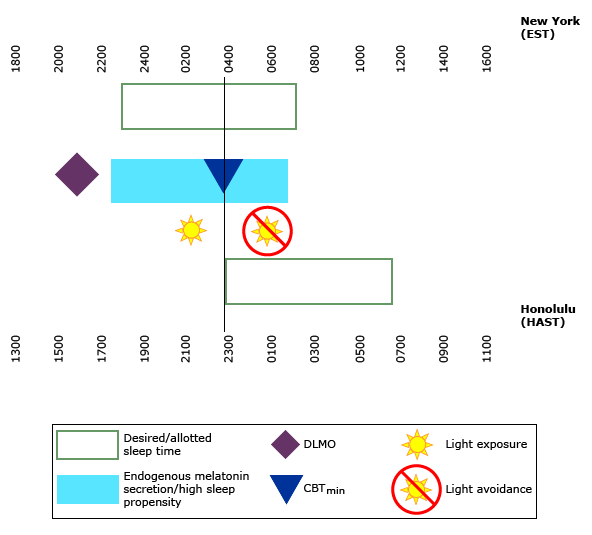 New York
(EST)
1800 2000 2200 2400 0200 0400 0600 0800 1000 1200 1400 1600
Honolulu
(HAST)
1300 1500 1700 1900 2100 2300 0100 0300 0500 0700 0900 1100
Desired/allotted
sleep time
DLMO
Light exposure
Endogenous melatonin
secretion/high sleep
propensity
CBTmin
Light avoidance